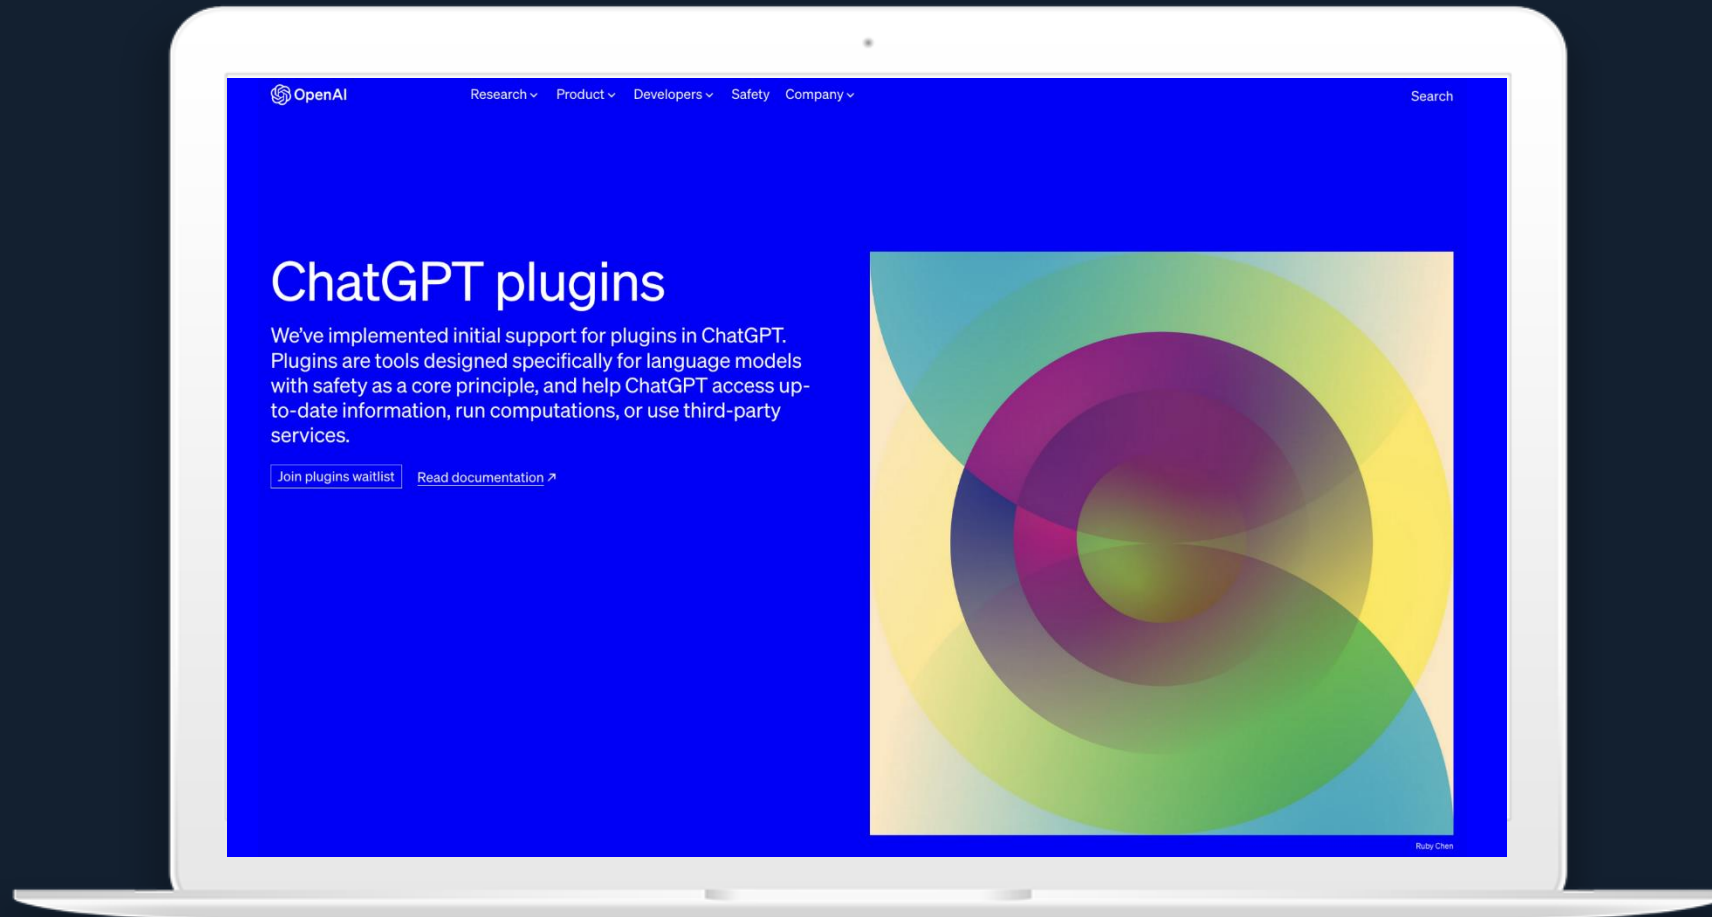 OpenAI
Research Product Developers Safety Company
Search
ChatGPT plugins
We've implemented initial support for plugins in ChatGPT.
Plugins are tools designed specifically for language models
with safety as a core principle, and help ChatGPT access up-
to-date information, run computations, or use third-party
services.
Join plugins waitlist Read documentation ↗
Ruby Chen